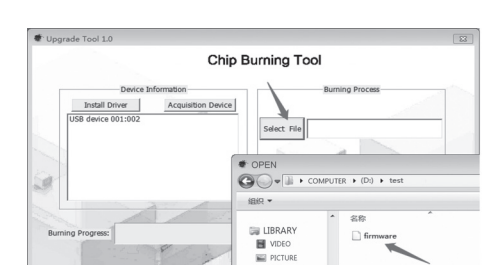 Upgrade Tool 1.0
Chip Burning Tool
Device Information
Burning Process
Install Driver
Acquisition Device
USB device 001:002
Select File
OPEN
COMPUTER ▸ (D:) ▸ test
组织
名称
LIBRARY
VIDEO
PICTURE
firmware
Burning Progress: